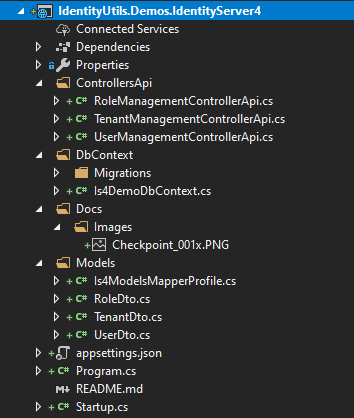 IdentityUtils.Demos.IdentityServer4
Connected Services
Dependencies
Properties
ControllersApi
RoleManagementControllerApi.cs
TenantManagementControllerApi.cs
UserManagementControllerApi.cs
DbContext
Migrations
Is4DemoDbContext.cs
Docs
Images
Checkpoint_001x.PNG
Models
Is4ModelsMapperProfile.cs
RoleDto.cs
TenantDto.cs
UserDto.cs
appsettings.json
Program.cs
README.md
Startup.cs